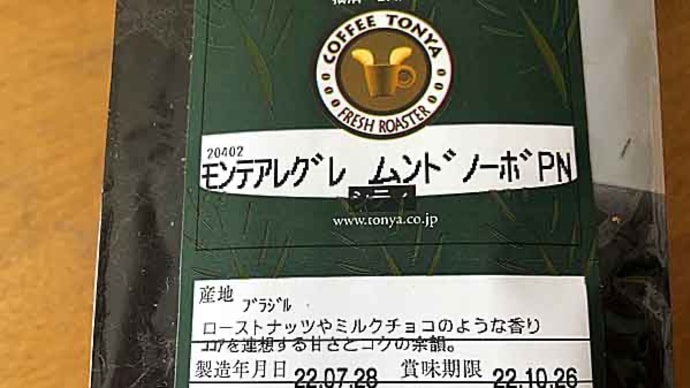 COFFEE TONYA
FRESH ROASTER
20402
ﾓﾝﾃアﾚｸﾞﾚ ﾑﾝﾄﾞﾉｰﾎﾞPN
シティ
www.tonya.co.jp
産地 ﾌﾞﾗｼﾞﾙ
ローストナッツやミルクチョコのような香り
ｺｺｱを連想する甘さとコクの余韻。
製造年月日 22.07.28 賞味期限 22.10.26